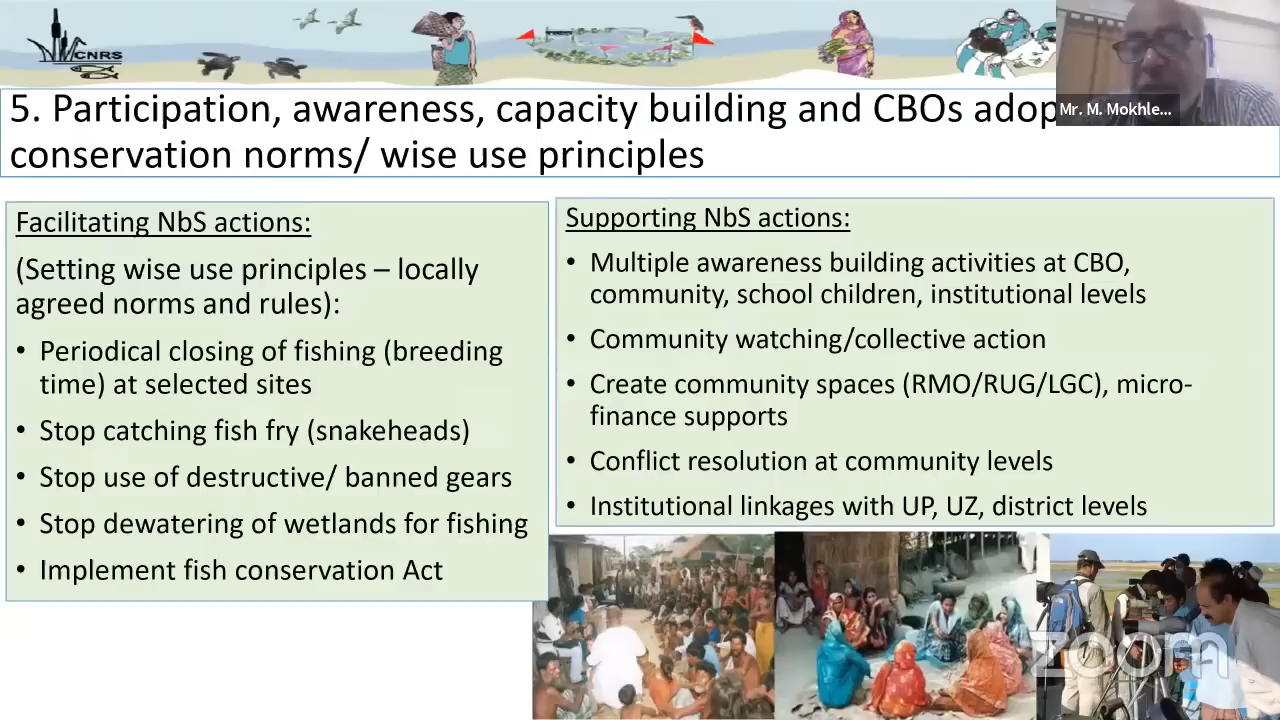 CNRS
Mr. M. Mokhle...
5. Participation, awareness, capacity building and CBOs adop
conservation norms/ wise use principles
Facilitating NbS actions:
(Setting wise use principles – locally
agreed norms and rules):
• Periodical closing of fishing (breeding
time) at selected sites
• Stop catching fish fry (snakeheads)
• Stop use of destructive/ banned gears
• Stop dewatering of wetlands for fishing
• Implement fish conservation Act
Supporting NbS actions:
• Multiple awareness building activities at CBO,
community, school children, institutional levels
• Community watching/collective action
• Create community spaces (RMO/RUG/LGC), micro-
finance supports
• Conflict resolution at community levels
• Institutional linkages with UP, UZ, district levels
zoom